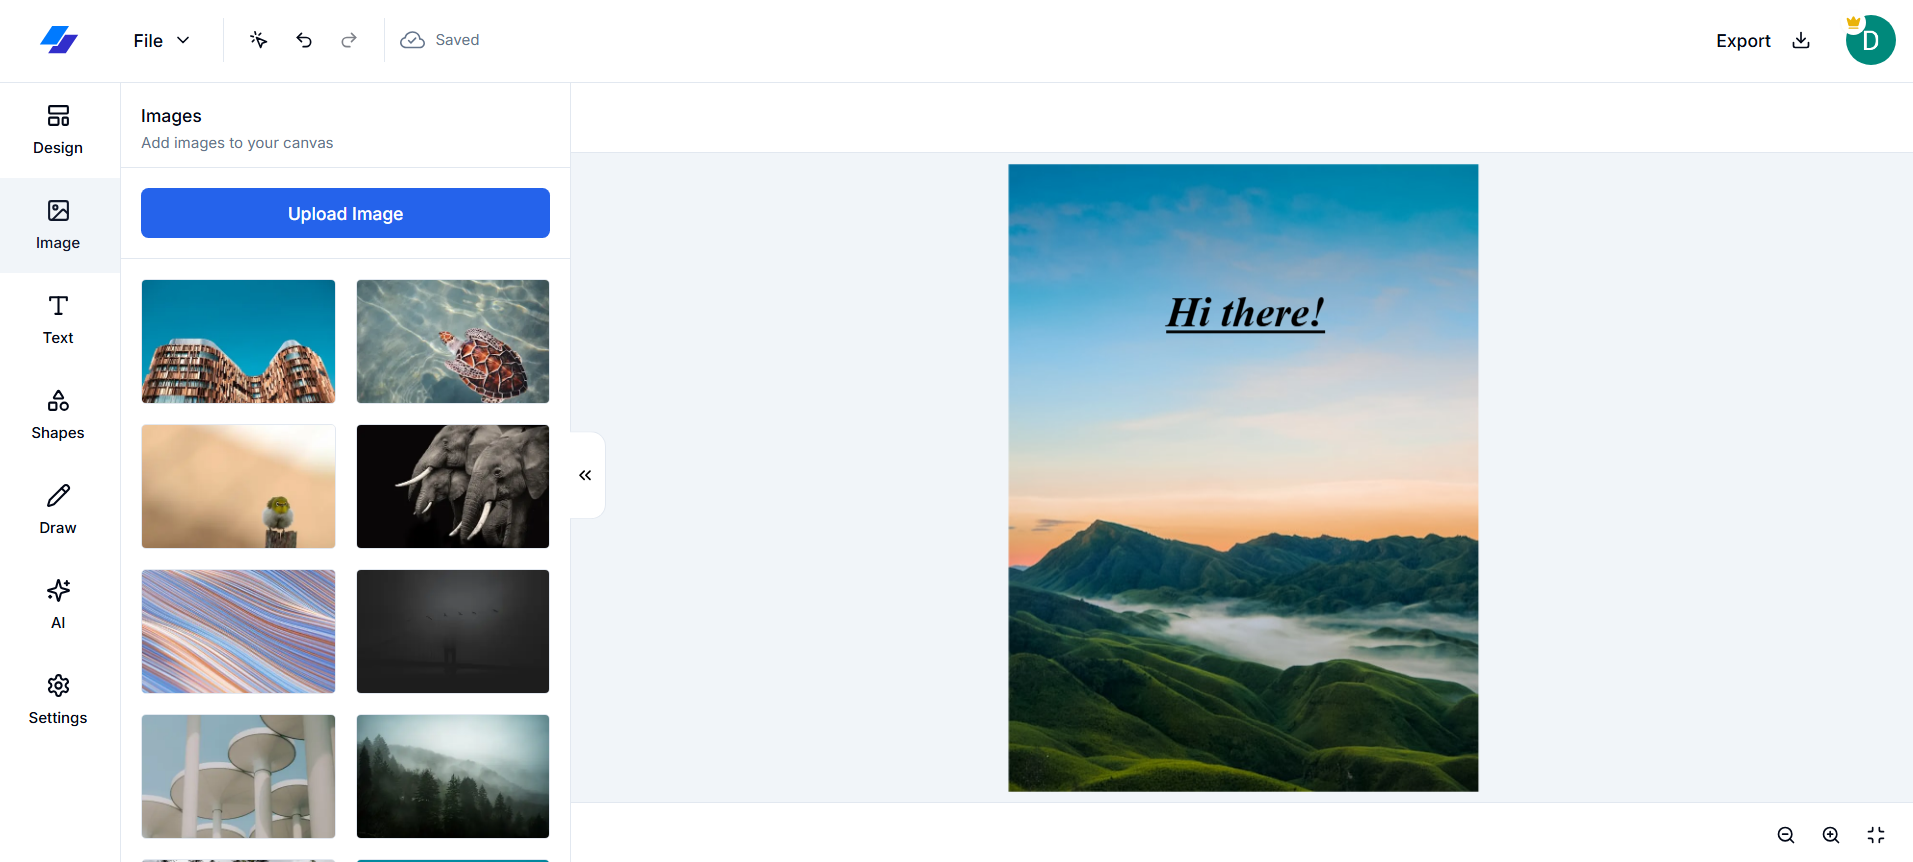 File
Saved
Export
D
Design
Image
Text
Shapes
Draw
AI
Settings
Images
Add images to your canvas
Upload Image
Hi there!